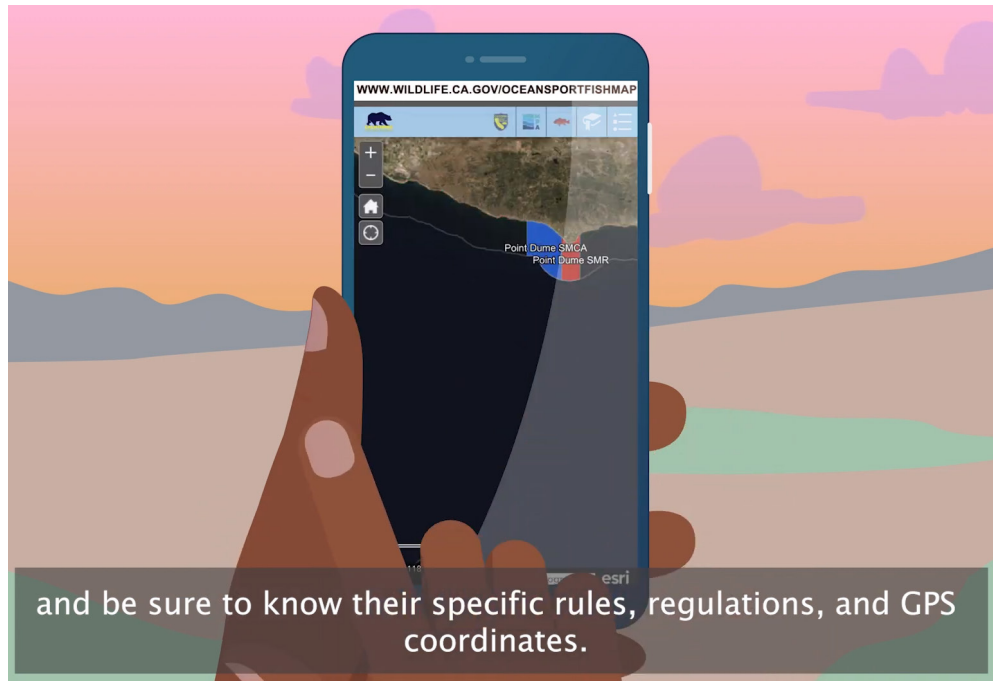 WWW.WILDLIFE.CA.GOV/OCEANSPORTFISHMAP
+
−
Point Dume SMCA
Point Dume SMR
118
esri
and be sure to know their specific rules, regulations, and GPS
coordinates.